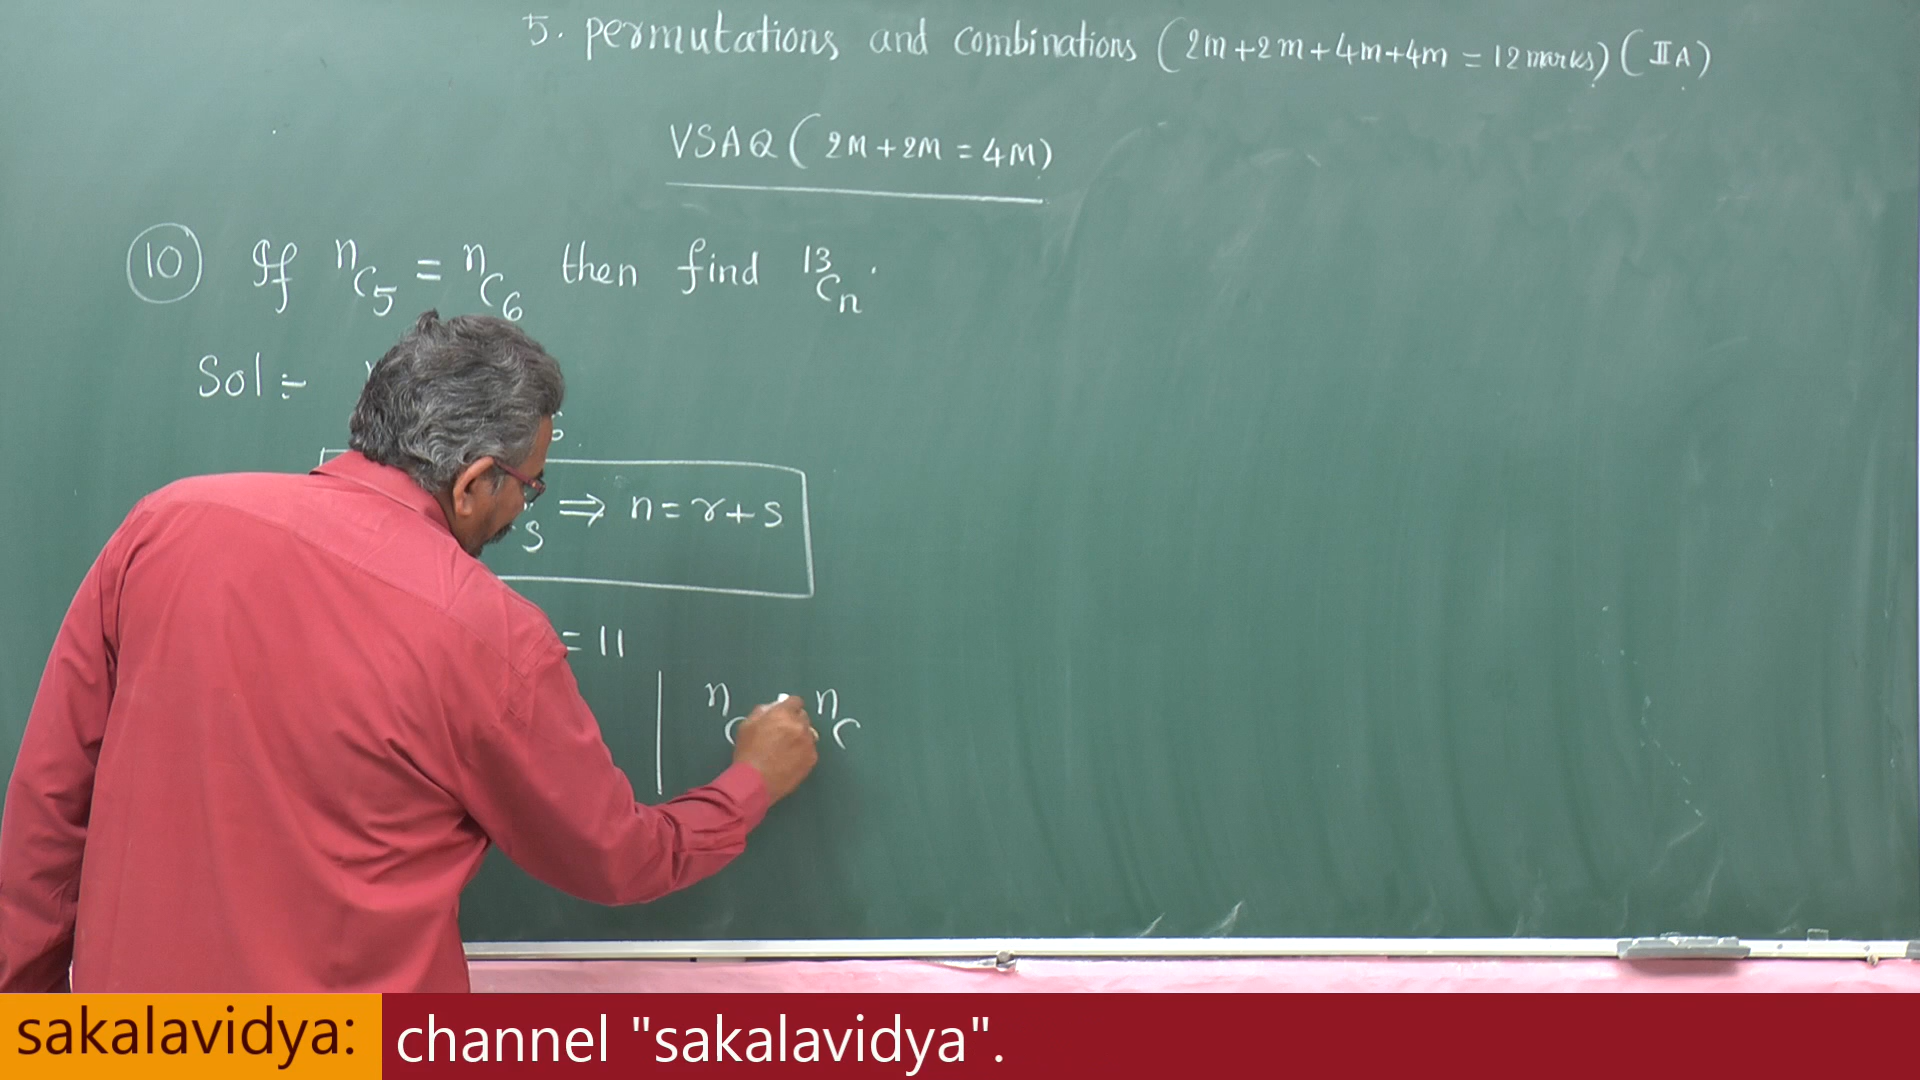 5. permutations and combinations (2m+2m+4m+4m = 12 marks) (IIA)
VSAQ (2M+2M = 4M)
10 If nC5 = nC6 then find 13Cn.
Sol:-
s ⇒ n = r+s
= 11
nC nC
sakalavidya: channel "sakalavidya".